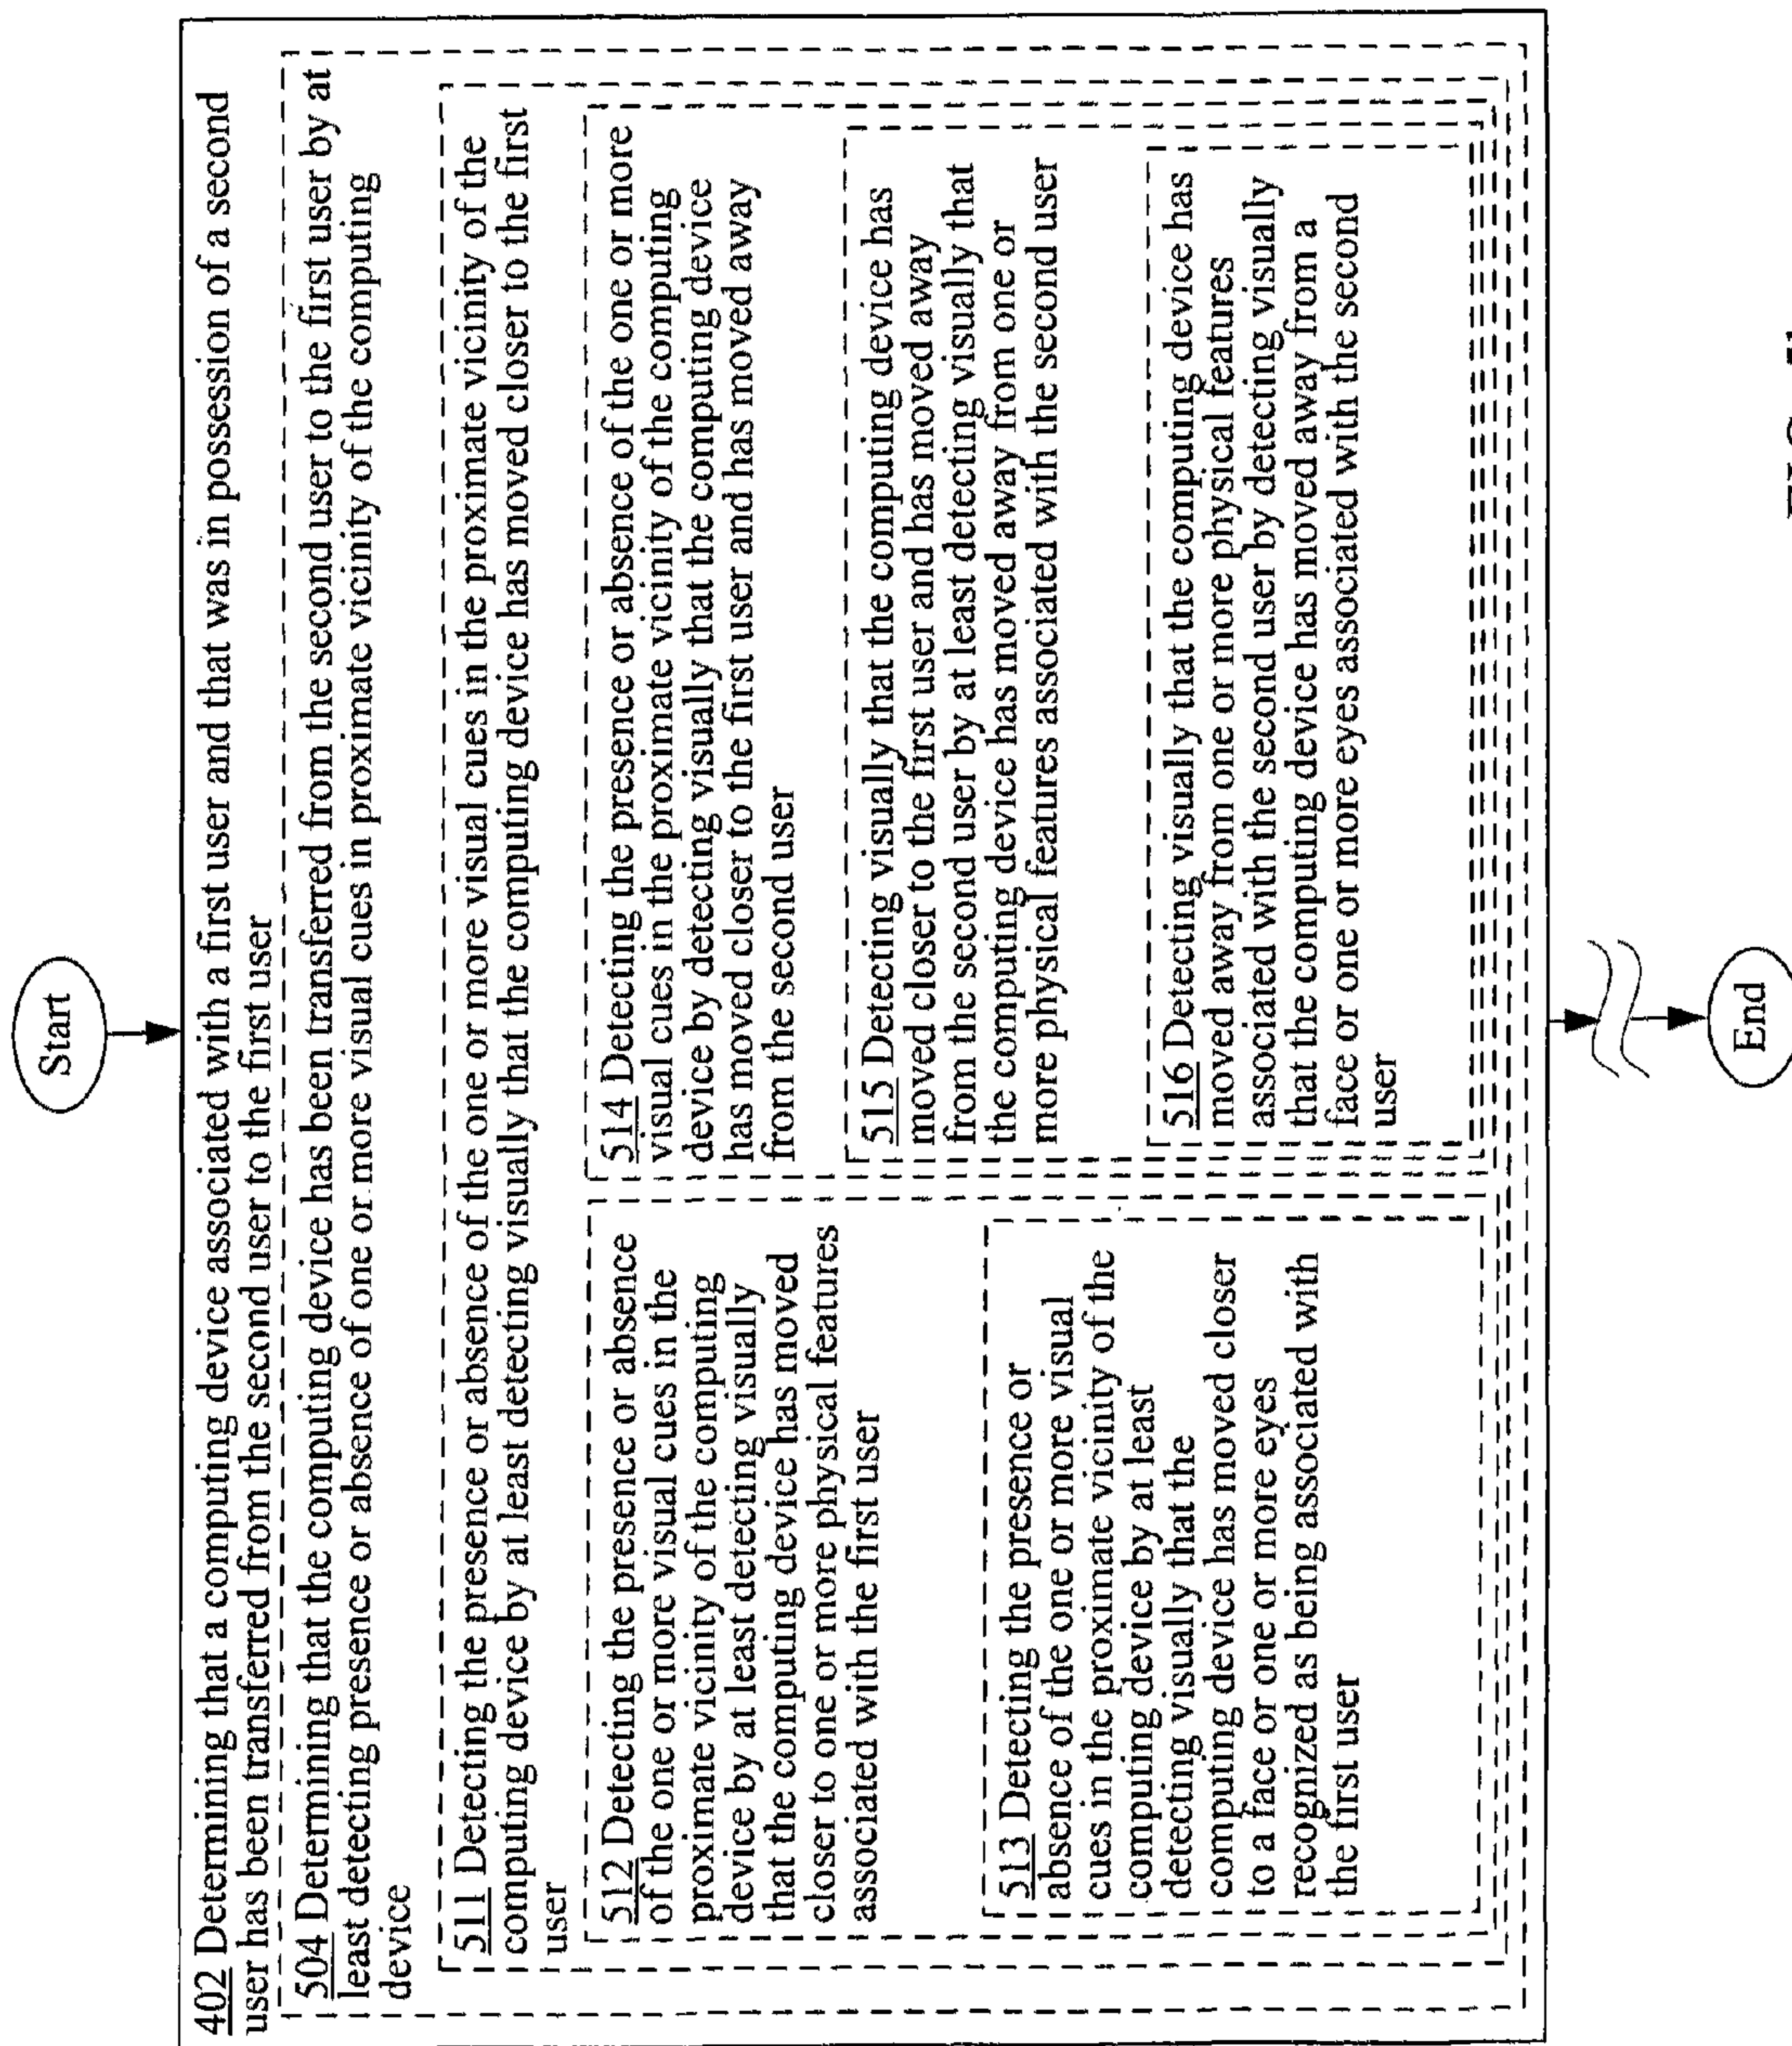 Start
402 Determining that a computing device associated with a first user and that was in possession of a second
user has been transferred from the second user to the first user
504 Determining that the computing device has been transferred from the second user to the first user by at
least detecting presence or absence of one or more visual cues in proximate vicinity of the computing
device
511 Detecting the presence or absence of the one or more visual cues in the proximate vicinity of the
computing device by at least detecting visually that the computing device has moved closer to the first
user
512 Detecting the presence or absence
of the one or more visual cues in the
proximate vicinity of the computing
device by at least detecting visually
that the computing device has moved
closer to one or more physical features
associated with the first user
513 Detecting the presence or
absence of the one or more visual
cues in the proximate vicinity of the
computing device by at least
detecting visually that the
computing device has moved closer
to a face or one or more eyes
recognized as being associated with
the first user
514 Detecting the presence or absence of the one or more
visual cues in the proximate vicinity of the computing
device by detecting visually that the computing device
has moved closer to the first user and has moved away
from the second user
515 Detecting visually that the computing device has
moved closer to the first user and has moved away
from the second user by at least detecting visually that
the computing device has moved away from one or
more physical features associated with the second user
516 Detecting visually that the computing device has
moved away from one or more physical features
associated with the second user by detecting visually
that the computing device has moved away from a
face or one or more eyes associated with the second
user
End